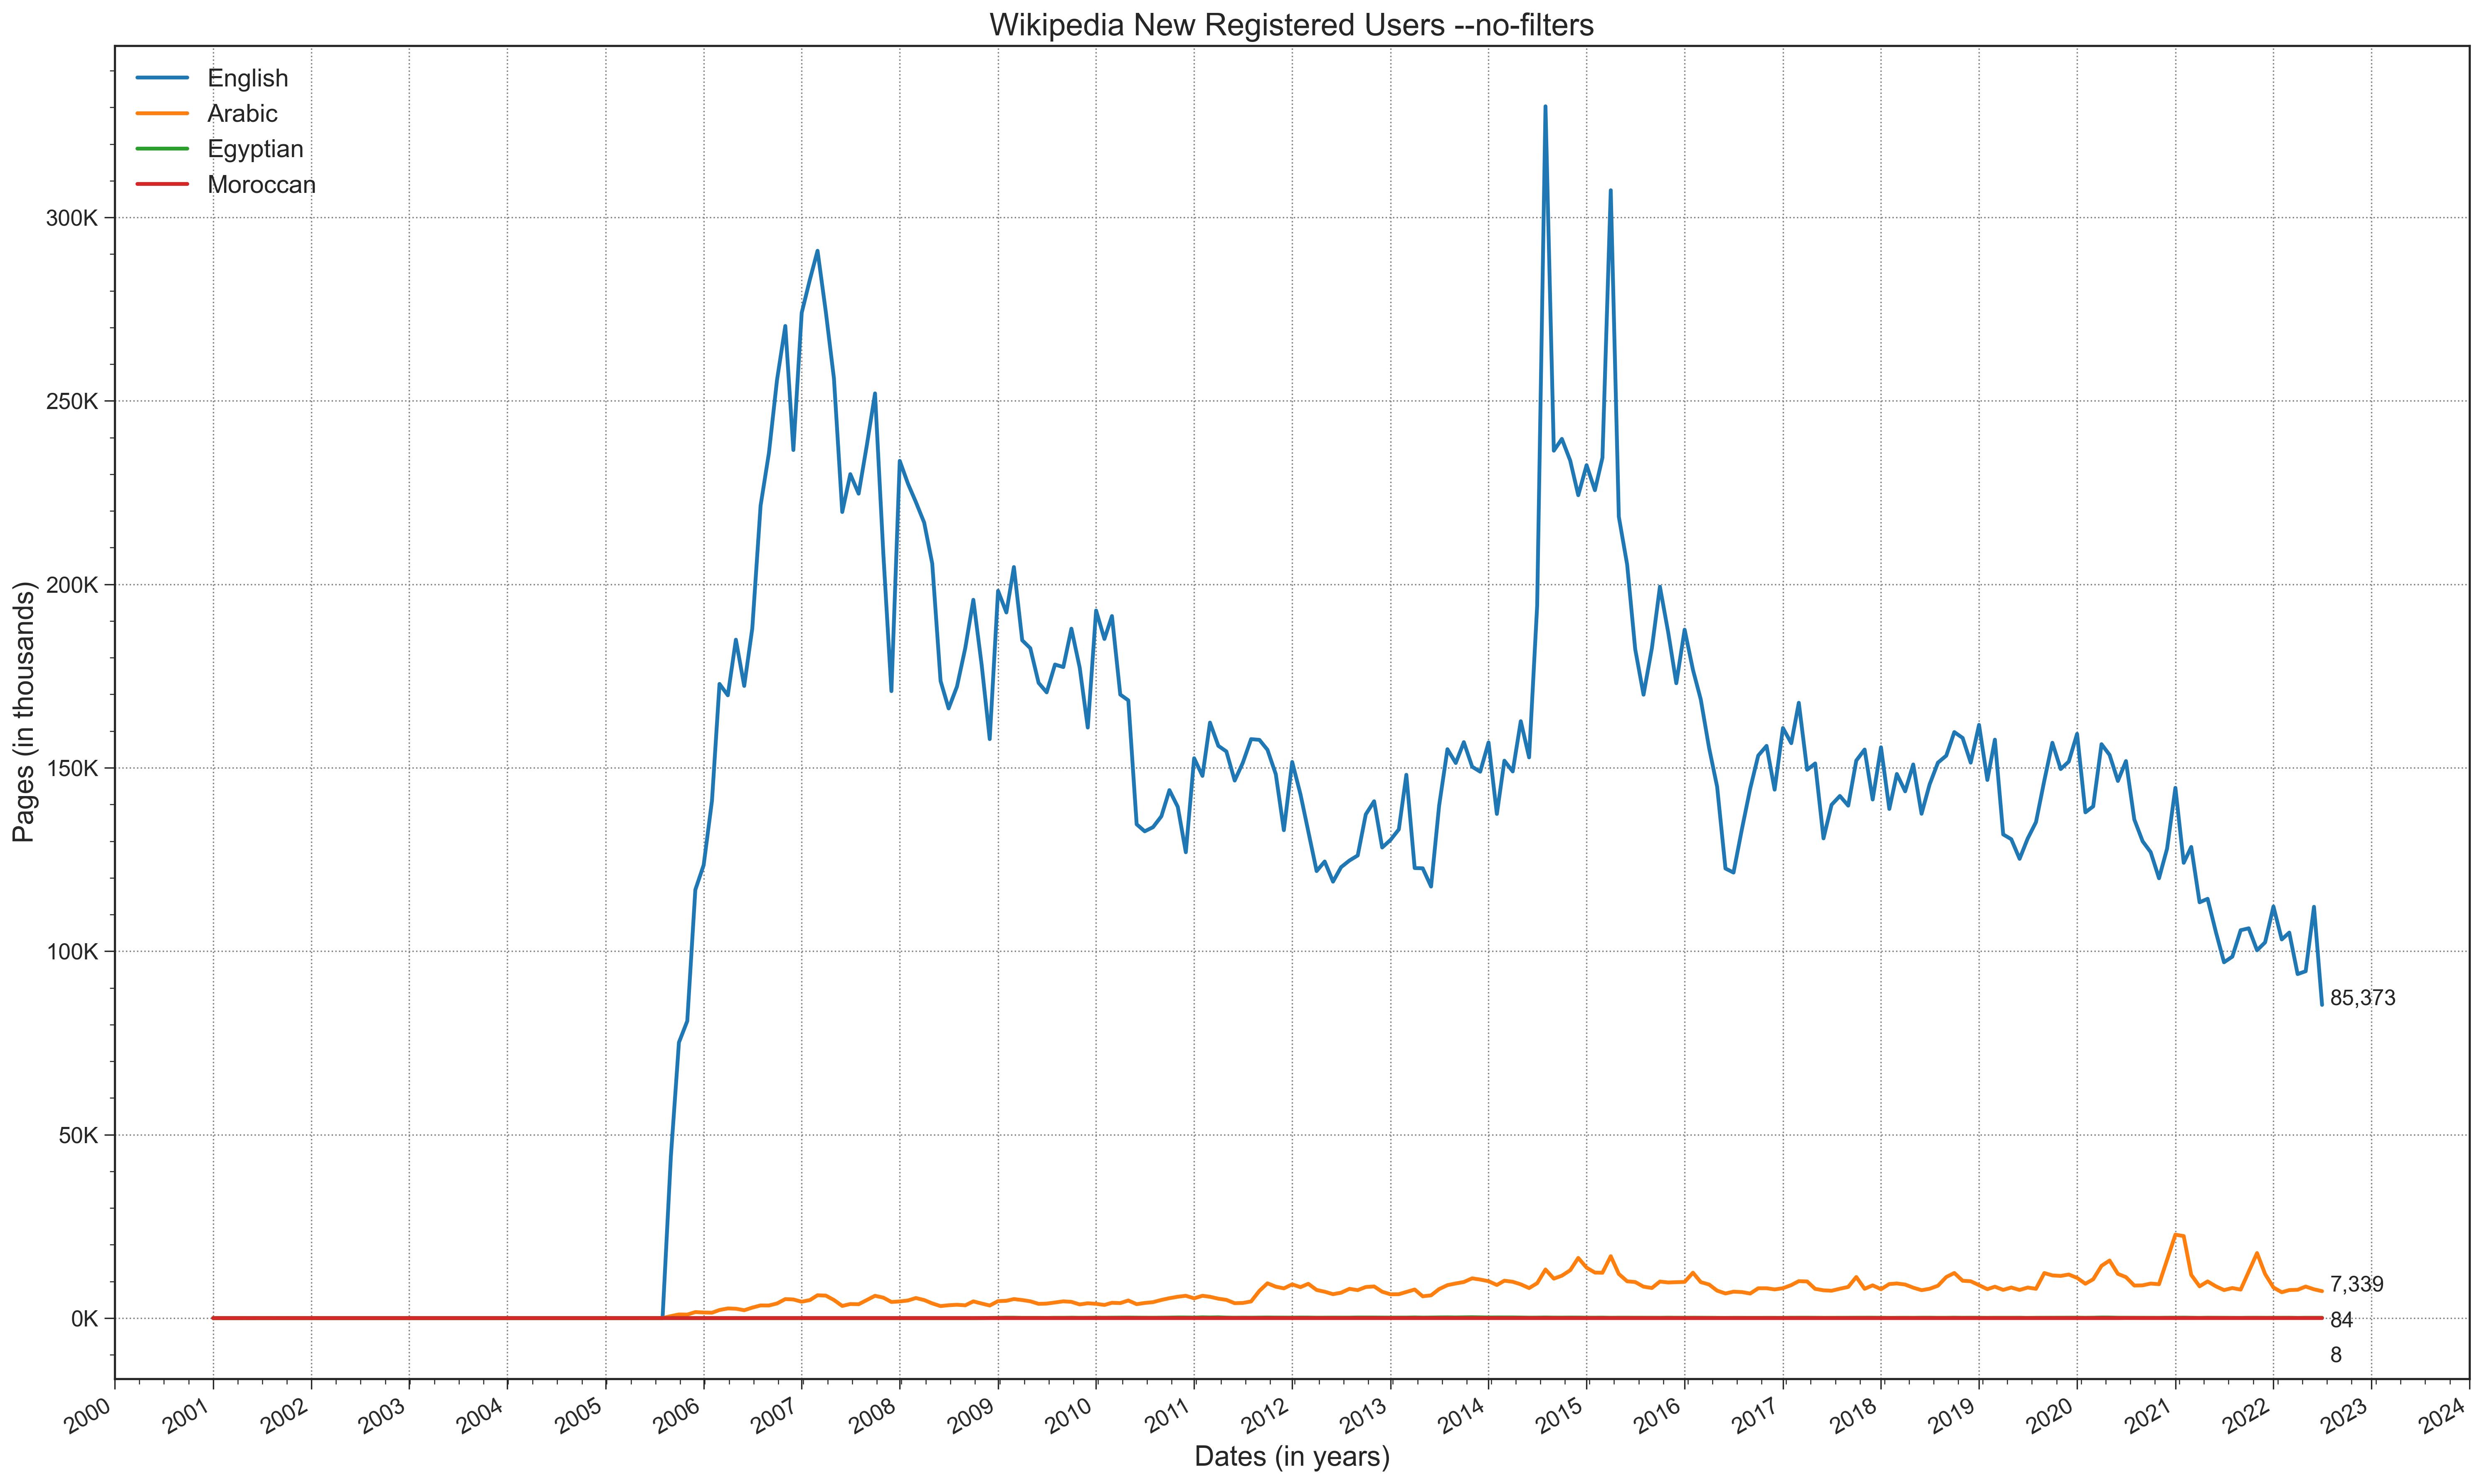 Wikipedia New Registered Users --no-filters
English
Arabic
Egyptian
Moroccan
300K
250K
200K
150K
100K
50K
0K
Pages (in thousands)
85,373
7,339
84
8
2000
2001
2002
2003
2004
2005
2006
2007
2008
2009
2010
2011
2012
2013
2014
2015
2016
2017
2018
2019
2020
2021
2022
2023
2024
Dates (in years)